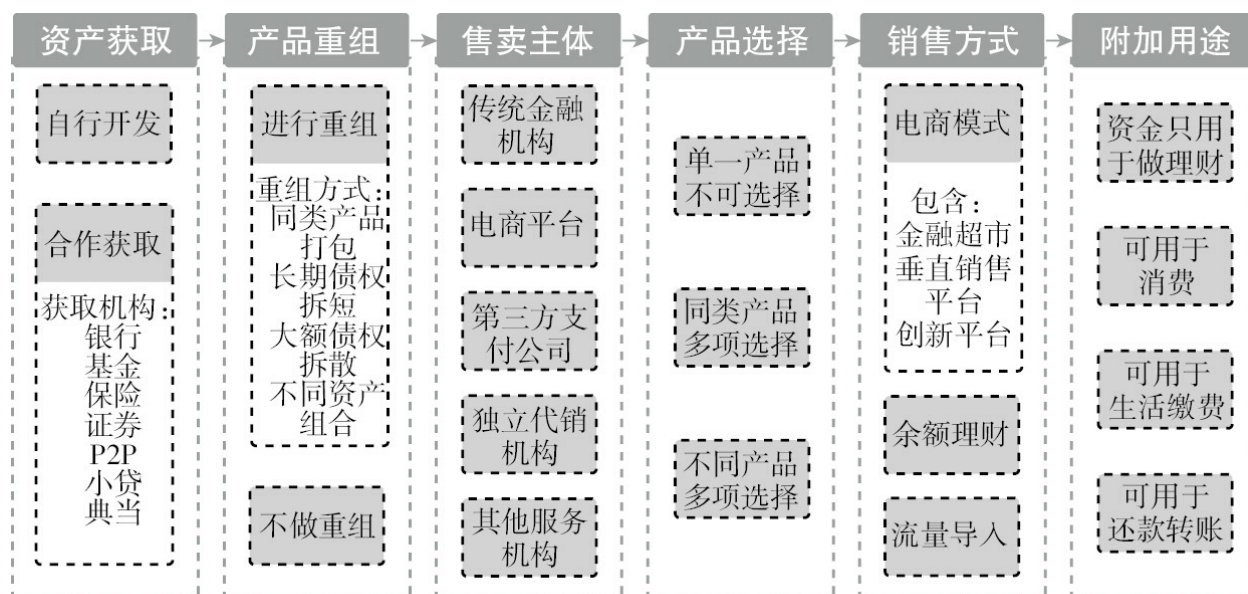 资产获取
产品重组
售卖主体
产品选择
销售方式
附加用途
自行开发
合作获取
获取机构：
银行
基金
保险
证券
P2P
小贷
典当
进行重组
重组方式：
同类产品
打包
长期债权
拆短
大额债权
拆散
不同资产
组合
不做重组
传统金融
机构
电商平台
第三方支
付公司
独立代销
机构
其他服务
机构
单一产品
不可选择
同类产品
多项选择
不同产品
多项选择
电商模式
包含：
金融超市
垂直销售
平台
创新平台
余额理财
流量导入
资金只用
于做理财
可用于
消费
可用于
生活缴费
可用于
还款转账